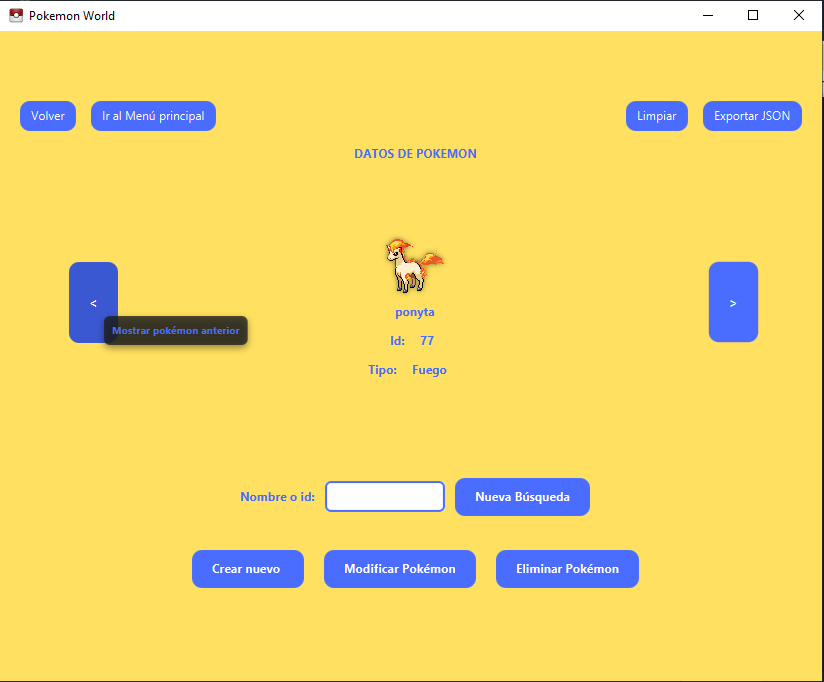 Pokemon World
Volver
Ir al Menú principal
Limpiar
Exportar JSON
DATOS DE POKEMON
<
>
Mostrar pokémon anterior
ponyta
Id: 77
Tipo: Fuego
Nombre o id:
Nueva Búsqueda
Crear nuevo
Modificar Pokémon
Eliminar Pokémon